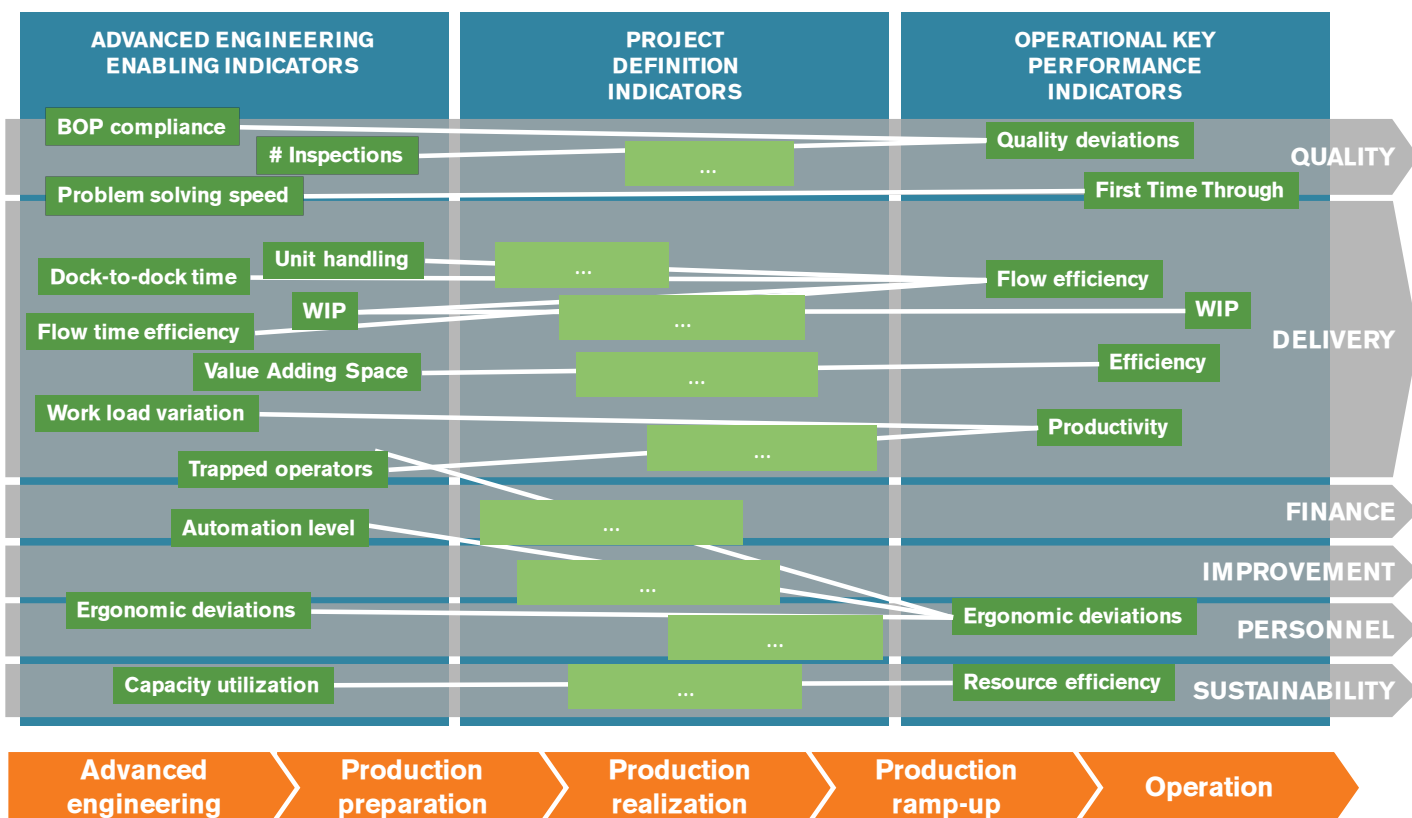 ADVANCED ENGINEERING
ENABLING INDICATORS
PROJECT
DEFINITION
INDICATORS
OPERATIONAL KEY
PERFORMANCE
INDICATORS
BOP compliance
# Inspections
...
Quality deviations
QUALITY
Problem solving speed
First Time Through
Unit handling
Dock-to-dock time
...
Flow efficiency
WIP
Flow time efficiency
...
WIP
DELIVERY
Value Adding Space
...
Efficiency
Work load variation
Productivity
Trapped operators
...
Automation level
...
FINANCE
...
IMPROVEMENT
Ergonomic deviations
...
Ergonomic deviations
PERSONNEL
Capacity utilization
...
Resource efficiency
SUSTAINABILITY
Advanced
engineering
Production
preparation
Production
realization
Production
ramp-up
Operation